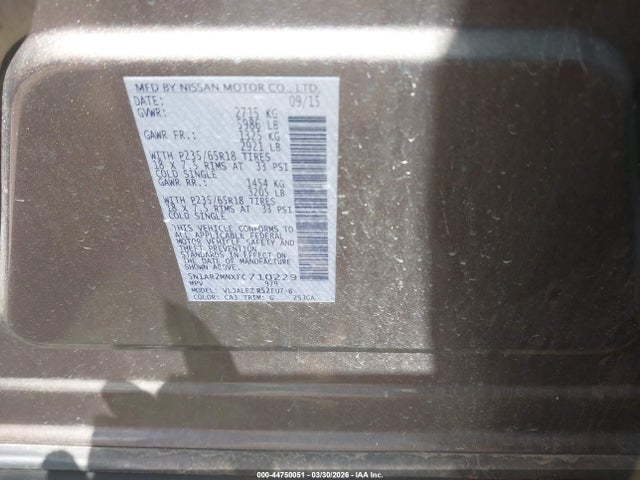 MFD BY NISSAN MOTOR CO., LTD.
DATE: 09/15
GVWR: 2715 KG
5986 LB
GAWR FR.: 1325 KG
2921 LB
WITH P235/65R18 TIRES
18 X 7.5 RIMS AT 33 PSI
COLD SINGLE
GAWR RR.: 1454 KG
3205 LB
WITH P235/65R18 TIRES
18 X 7.5 RIMS AT 33 PSI
COLD SINGLE
THIS VEHICLE CONFORMS TO
ALL APPLICABLE FEDERAL
MOTOR VEHICLE SAFETY AND
THEFT PREVENTION
STANDARDS IN EFFECT ON THE
DATE OF MANUFACTURE
SHOWN ABOVE.
5N1AR2MNXFC710229
MPV
MODEL:
COLOR: CAJ TRIM: G
000-44750051 - 03/30/2026 - IAA Inc.